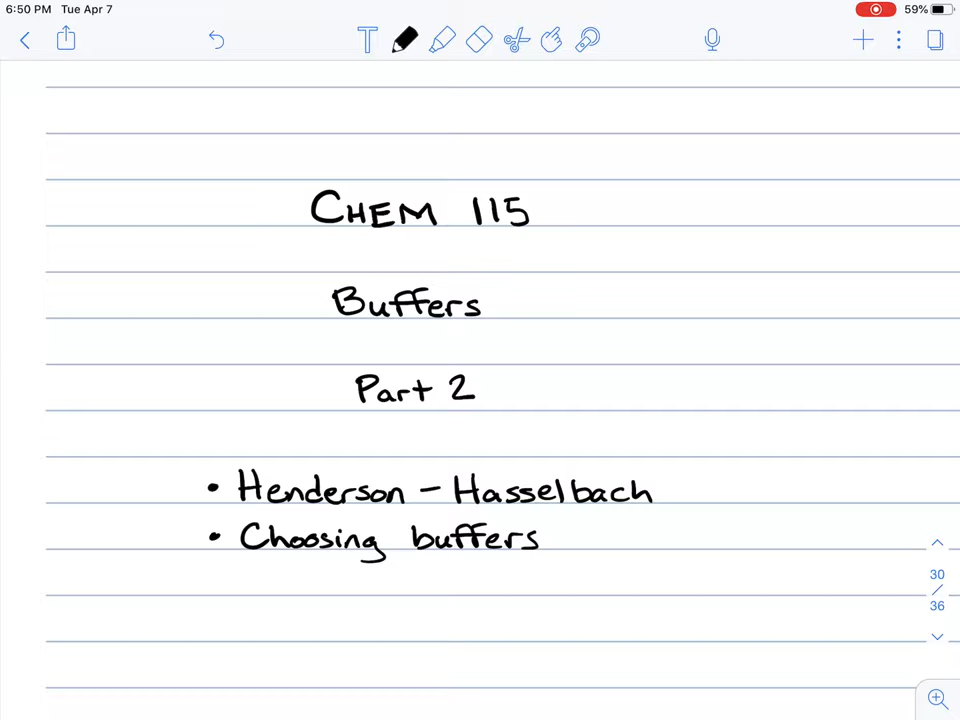 6:50 PM Tue Apr 7 59%
T
CHEM 115
Buffers
Part 2
• Henderson - Hasselbach
• Choosing buffers
30
/
36